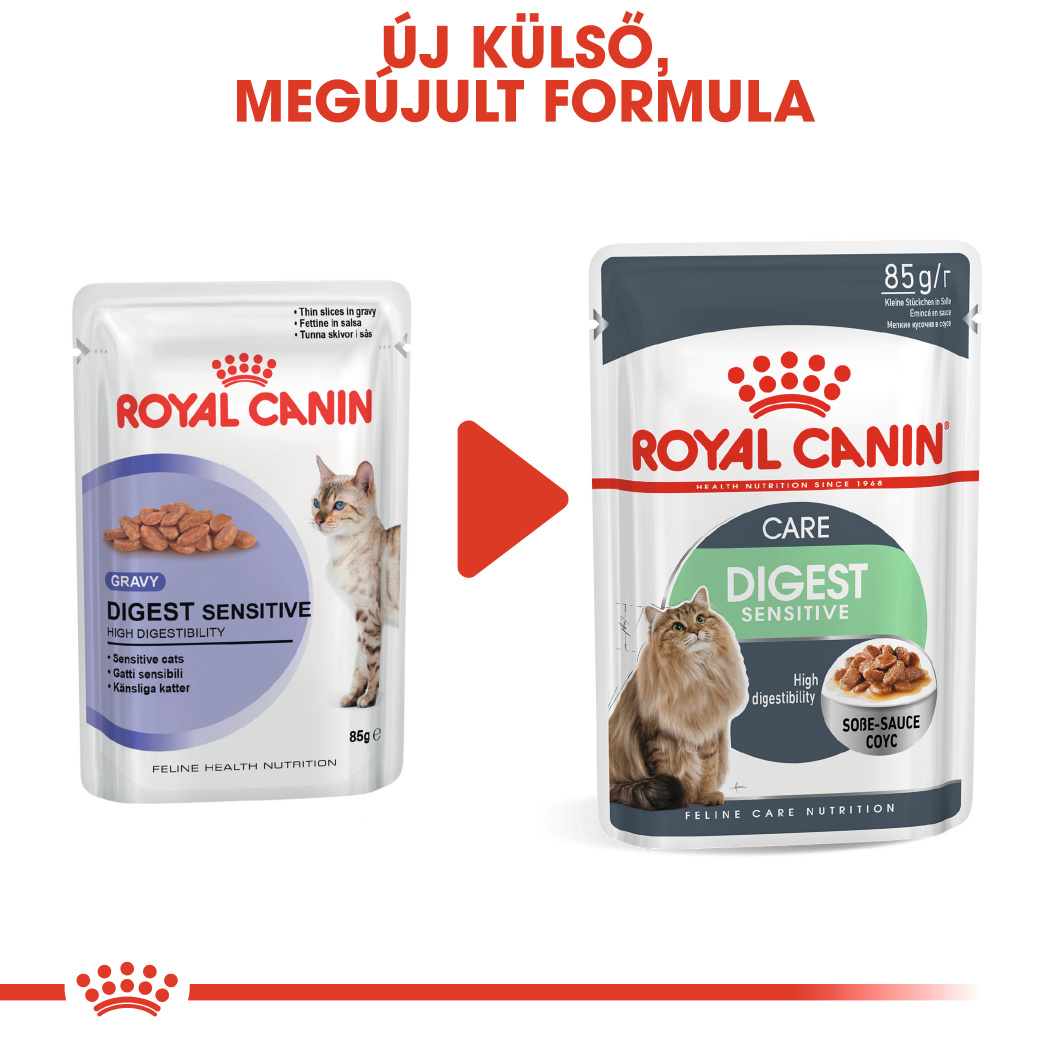 ÚJ KÜLSŐ,
MEGÚJULT FORMULA
• Thin slices in gravy
• Fettine in salsa
• Tunna skivor i sås
ROYAL CANIN
GRAVY
DIGEST SENSITIVE
HIGH DIGESTIBILITY
• Sensitive cats
• Gatti sensibili
• Känsliga katter
85g e
FELINE HEALTH NUTRITION
85g/г
Kleine Stückchen in Soße
Émincé en sauce
Мелкие кусочки в соусе
ROYAL CANIN®
HEALTH NUTRITION SINCE 1968
CARE
DIGEST
SENSITIVE
High
digestibility
SOßE-SAUCE
СОУС
FELINE CARE NUTRITION